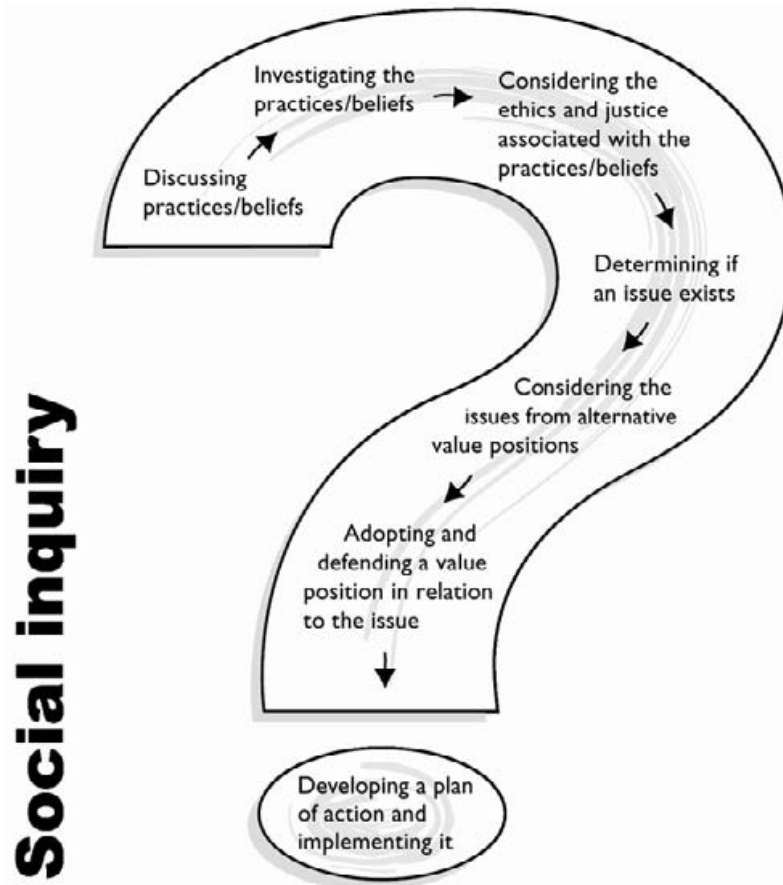 Social inquiry
Investigating the
practices/beliefs
Considering the
ethics and justice
associated with the
practices/beliefs
Discussing
practices/beliefs
Determining if
an issue exists
Considering the
issues from alternative
value positions
Adopting and
defending a value
position in relation
to the issue
Developing a plan
of action and
implementing it